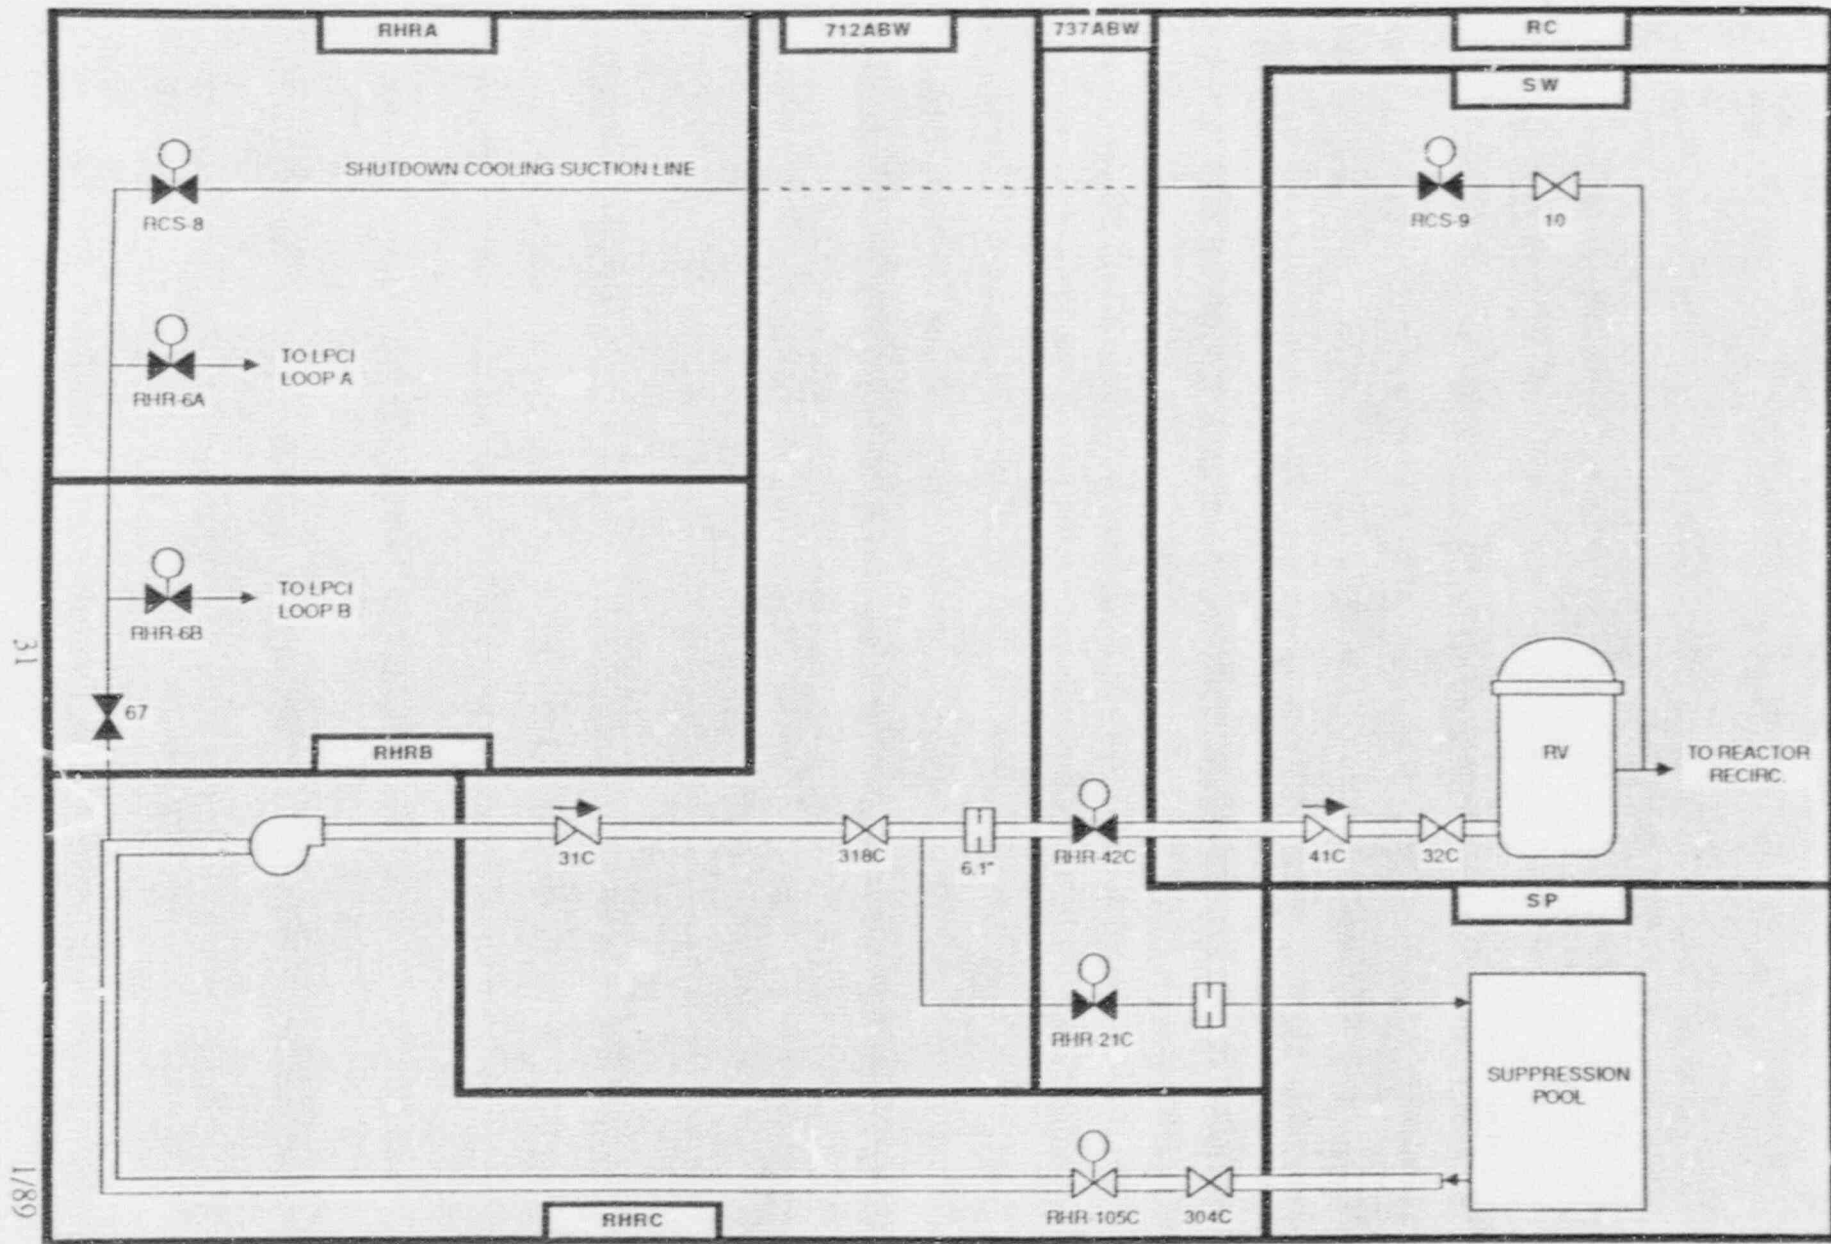 RHRA
712ABW
737ABW
RC
SW
SHUTDOWN COOLING SUCTION LINE
RCS-8
RCS-9
10
TO LPCI
LOOP A
RHR-6A
TO LPCI
LOOP B
RHR-6B
67
RHRB
RV
TO REACTOR
RECIRC.
31C
318C
6.1"
RHR-42C
41C
32C
SP
RHR-21C
SUPPRESSION
POOL
RHR-105C
304C
RHRC
31
1/89